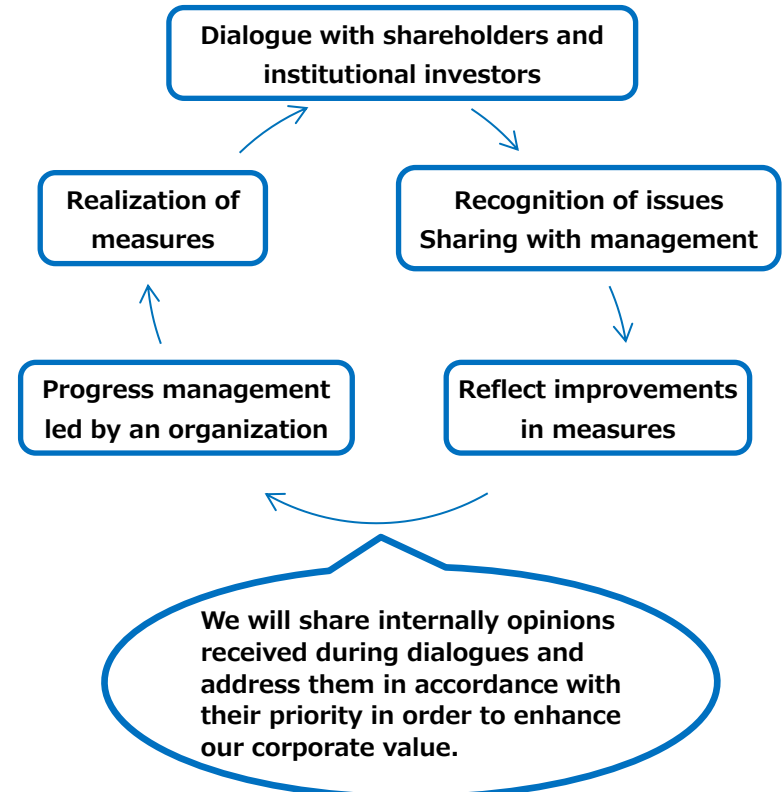 Dialogue with shareholders and
institutional investors
Recognition of issues
Sharing with management
Reflect improvements
in measures
Progress management
led by an organization
Realization of
measures
We will share internally opinions
received during dialogues and
address them in accordance with
their priority in order to enhance
our corporate value.